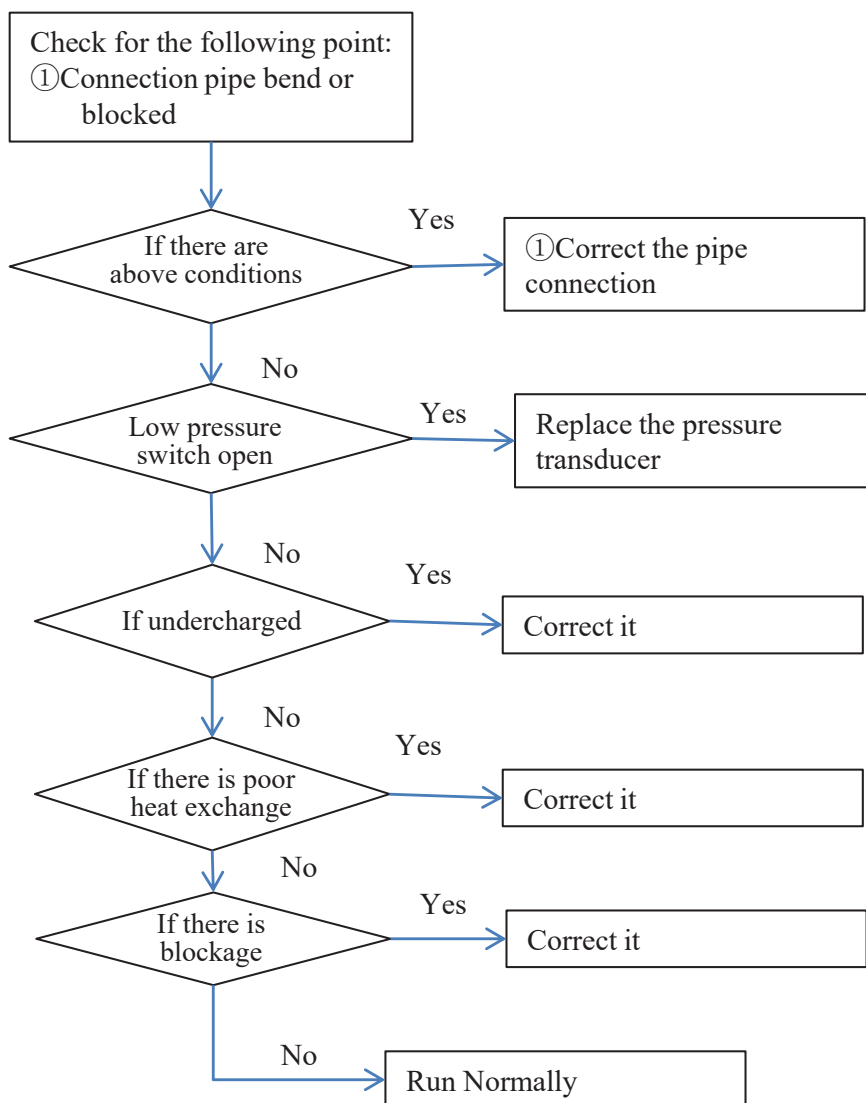 Check for the following point:
①Connection pipe bend or
blocked
Yes
If there are
above conditions
①Correct the pipe
connection
No
Yes
Low pressure
switch open
Replace the pressure
transducer
No
Yes
If undercharged
Correct it
No
Yes
If there is poor
heat exchange
Correct it
No
Yes
If there is
blockage
Correct it
No
Run Normally